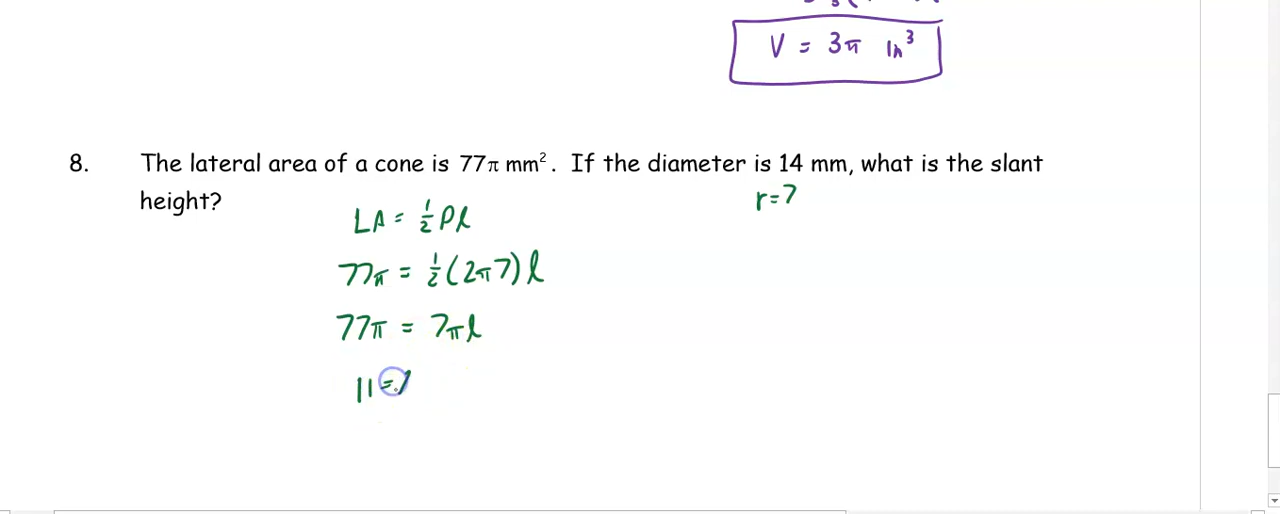 V = 3π in³
8. The lateral area of a cone is 77π mm². If the diameter is 14 mm, what is the slant
height?
r=7
LA = ½Pl
77π = ½(2π7)l
77π = 7πl
11=l